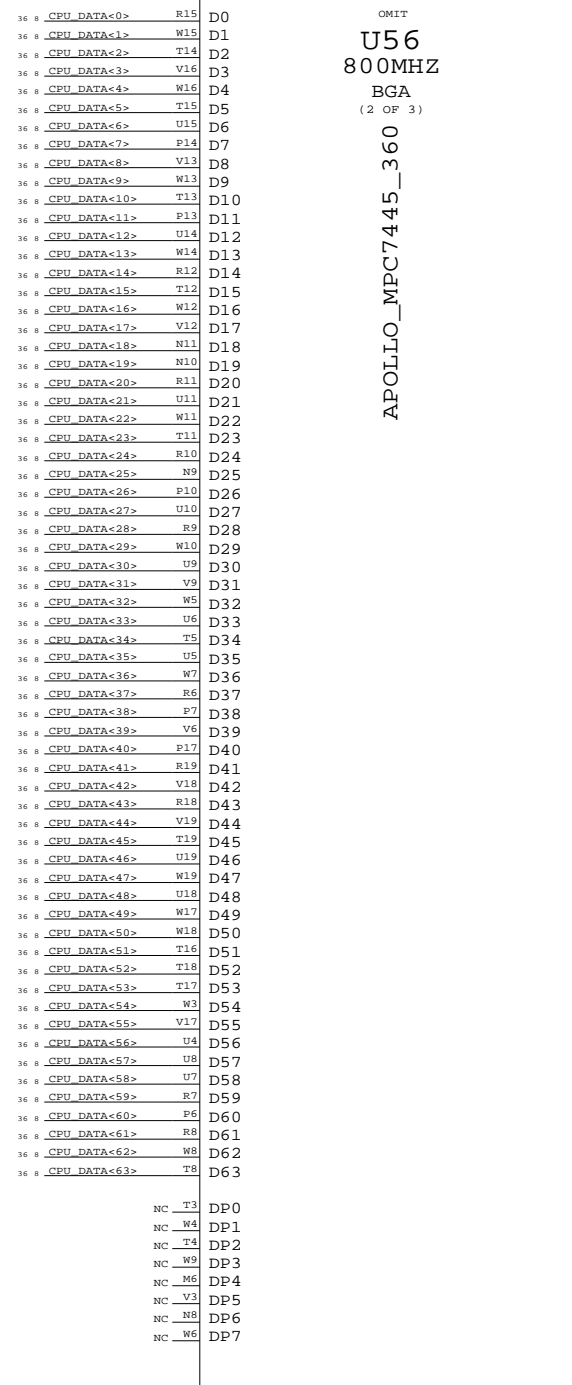 36 8 CPU_DATA<0> R15 D0
36 8 CPU_DATA<1> W15 D1
36 8 CPU_DATA<2> T14 D2
36 8 CPU_DATA<3> V16 D3
36 8 CPU_DATA<4> W16 D4
36 8 CPU_DATA<5> T15 D5
36 8 CPU_DATA<6> U15 D6
36 8 CPU_DATA<7> P14 D7
36 8 CPU_DATA<8> V13 D8
36 8 CPU_DATA<9> W13 D9
36 8 CPU_DATA<10> T13 D10
36 8 CPU_DATA<11> P13 D11
36 8 CPU_DATA<12> U14 D12
36 8 CPU_DATA<13> W14 D13
36 8 CPU_DATA<14> R12 D14
36 8 CPU_DATA<15> T12 D15
36 8 CPU_DATA<16> W12 D16
36 8 CPU_DATA<17> V12 D17
36 8 CPU_DATA<18> N11 D18
36 8 CPU_DATA<19> N10 D19
36 8 CPU_DATA<20> R11 D20
36 8 CPU_DATA<21> U11 D21
36 8 CPU_DATA<22> W11 D22
36 8 CPU_DATA<23> T11 D23
36 8 CPU_DATA<24> R10 D24
36 8 CPU_DATA<25> N9 D25
36 8 CPU_DATA<26> P10 D26
36 8 CPU_DATA<27> U10 D27
36 8 CPU_DATA<28> R9 D28
36 8 CPU_DATA<29> W10 D29
36 8 CPU_DATA<30> U9 D30
36 8 CPU_DATA<31> V9 D31
36 8 CPU_DATA<32> W5 D32
36 8 CPU_DATA<33> U6 D33
36 8 CPU_DATA<34> T5 D34
36 8 CPU_DATA<35> U5 D35
36 8 CPU_DATA<36> W7 D36
36 8 CPU_DATA<37> R6 D37
36 8 CPU_DATA<38> P7 D38
36 8 CPU_DATA<39> V6 D39
36 8 CPU_DATA<40> P17 D40
36 8 CPU_DATA<41> R19 D41
36 8 CPU_DATA<42> V18 D42
36 8 CPU_DATA<43> R18 D43
36 8 CPU_DATA<44> V19 D44
36 8 CPU_DATA<45> T19 D45
36 8 CPU_DATA<46> U19 D46
36 8 CPU_DATA<47> W19 D47
36 8 CPU_DATA<48> U18 D48
36 8 CPU_DATA<49> W17 D49
36 8 CPU_DATA<50> W18 D50
36 8 CPU_DATA<51> T16 D51
36 8 CPU_DATA<52> T18 D52
36 8 CPU_DATA<53> T17 D53
36 8 CPU_DATA<54> W3 D54
36 8 CPU_DATA<55> V17 D55
36 8 CPU_DATA<56> U4 D56
36 8 CPU_DATA<57> U8 D57
36 8 CPU_DATA<58> U7 D58
36 8 CPU_DATA<59> R7 D59
36 8 CPU_DATA<60> P6 D60
36 8 CPU_DATA<61> R8 D61
36 8 CPU_DATA<62> W8 D62
36 8 CPU_DATA<63> T8 D63
NC T3 DP0
NC W4 DP1
NC T4 DP2
NC W9 DP3
NC M6 DP4
NC V3 DP5
NC N8 DP6
NC W6 DP7
OMIT
U56
800MHZ
BGA
(2 OF 3)
APOLLO_MPC7445_360